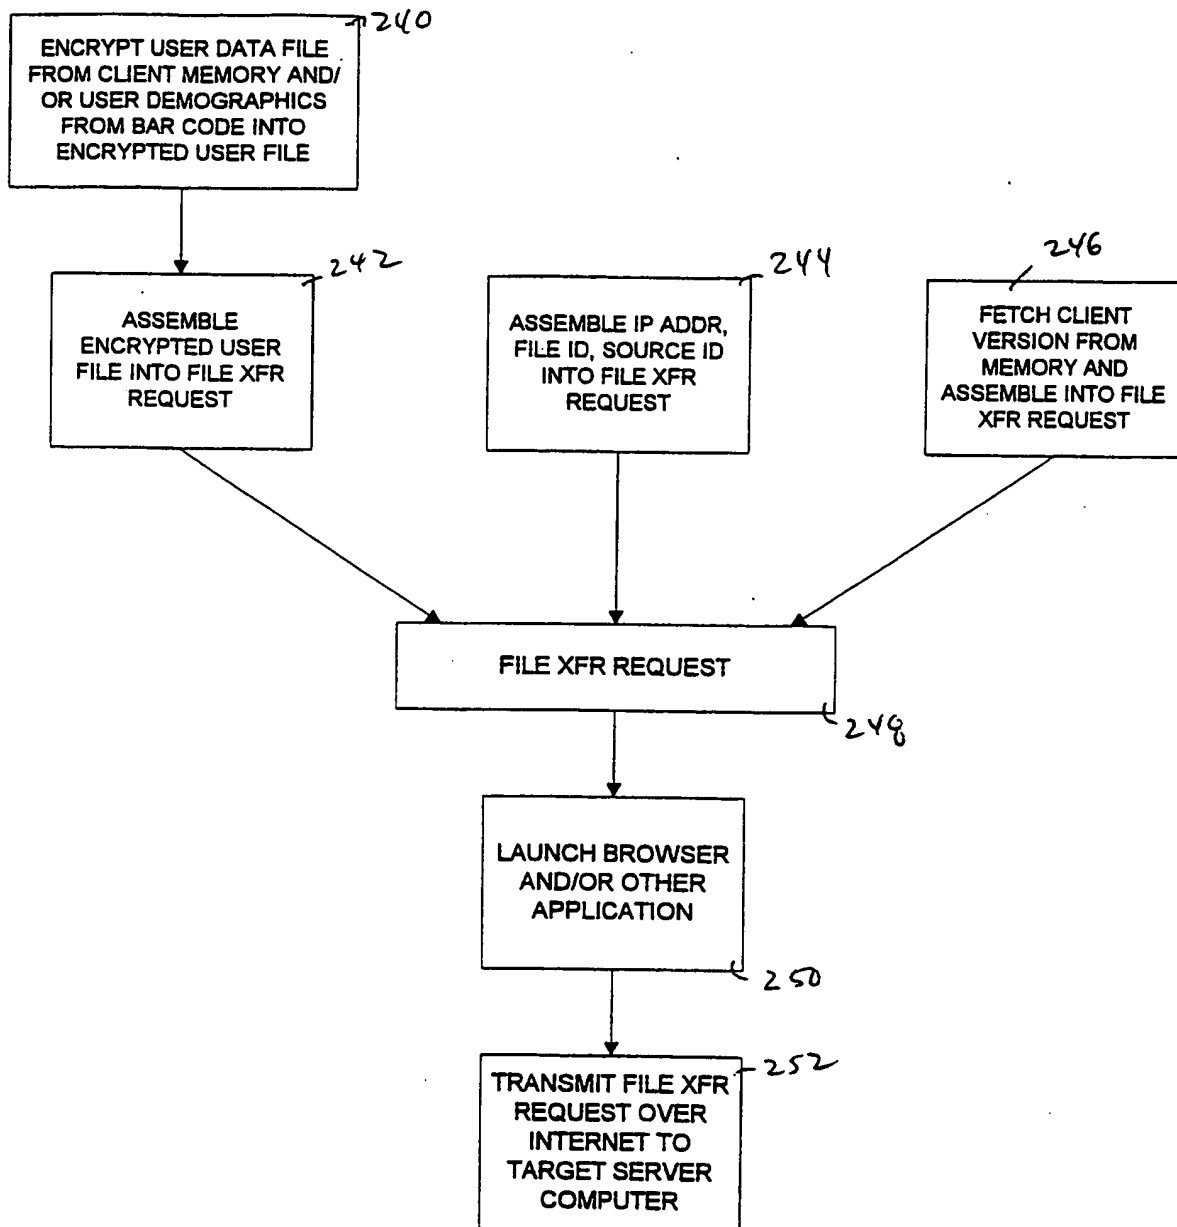 240
ENCRYPT USER DATA FILE
FROM CLIENT MEMORY AND/
OR USER DEMOGRAPHICS
FROM BAR CODE INTO
ENCRYPTED USER FILE
242
ASSEMBLE
ENCRYPTED USER
FILE INTO FILE XFR
REQUEST
244
ASSEMBLE IP ADDR,
FILE ID, SOURCE ID
INTO FILE XFR
REQUEST
246
FETCH CLIENT
VERSION FROM
MEMORY AND
ASSEMBLE INTO FILE
XFR REQUEST
FILE XFR REQUEST
248
LAUNCH BROWSER
AND/OR OTHER
APPLICATION
250
252
TRANSMIT FILE XFR
REQUEST OVER
INTERNET TO
TARGET SERVER
COMPUTER